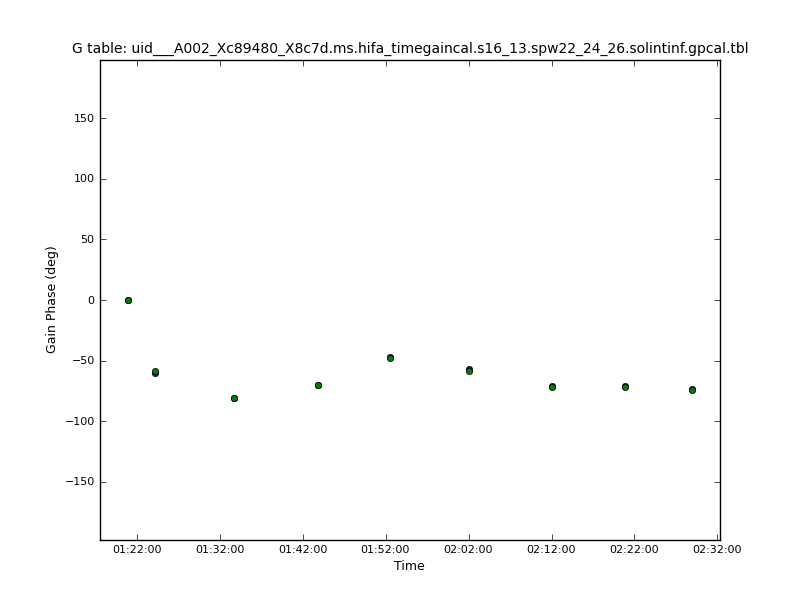 G table: uid___A002_Xc89480_X8c7d.ms.hifa_timegaincal.s16_13.spw22_24_26.solintinf.gpcal.tbl
150
100
50
0
−50
−100
−150
Gain Phase (deg)
01:22:00 01:32:00 01:42:00 01:52:00 02:02:00 02:12:00 02:22:00 02:32:00
Time